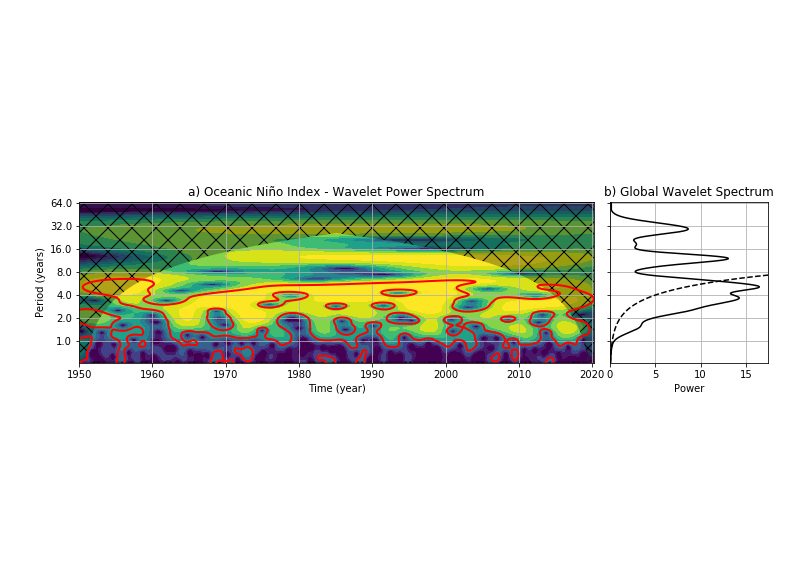 a) Oceanic Niño Index - Wavelet Power Spectrum
b) Global Wavelet Spectrum
64.0
32.0
16.0
8.0
4.0
2.0
1.0
Period (years)
1950 1960 1970 1980 1990 2000 2010 2020
Time (year)
0 5 10 15
Power